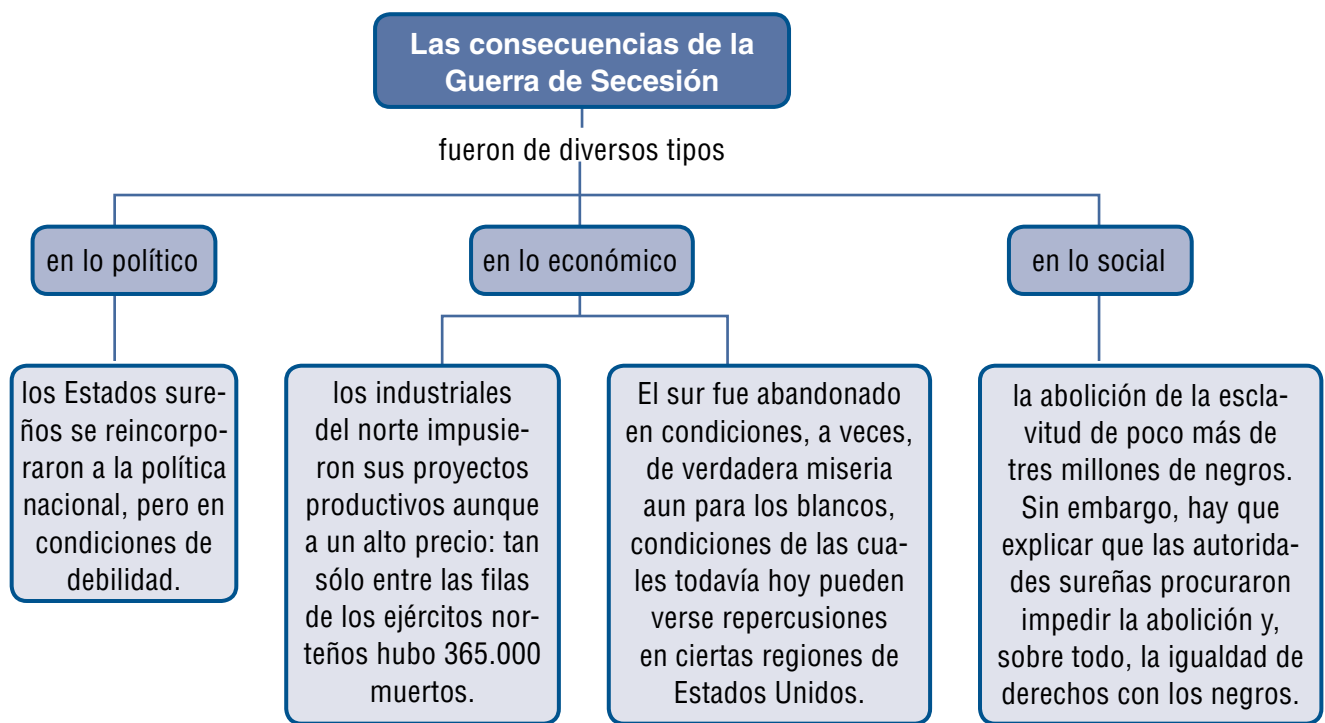 Las consecuencias de la
Guerra de Secesión
fueron de diversos tipos
en lo político
en lo económico
en lo social
los Estados sure-
ños se reincorpo-
raron a la política
nacional, pero en
condiciones de
debilidad.
los industriales
del norte impusie-
ron sus proyectos
productivos aunque
a un alto precio: tan
sólo entre las filas
de los ejércitos nor-
teños hubo 365.000
muertos.
El sur fue abandonado
en condiciones, a veces,
de verdadera miseria
aun para los blancos,
condiciones de las cua-
les todavía hoy pueden
verse repercusiones
en ciertas regiones de
Estados Unidos.
la abolición de la escla-
vitud de poco más de
tres millones de negros.
Sin embargo, hay que
explicar que las autorida-
des sureñas procuraron
impedir la abolición y,
sobre todo, la igualdad de
derechos con los negros.